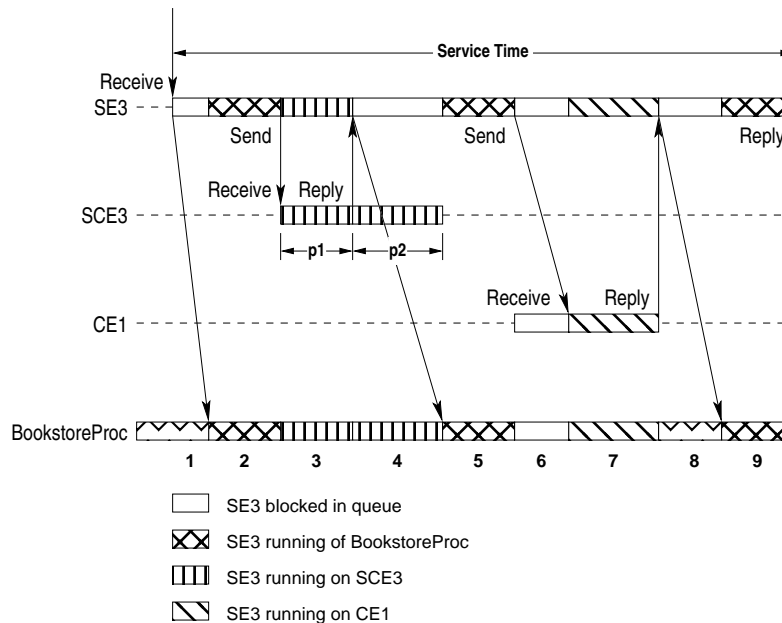 Service Time
Receive
SE3
Send
Send
Reply
Receive
Reply
SCE3
p1
p2
Receive
Reply
CE1
BookstoreProc
1 2 3 4 5 6 7 8 9
SE3 blocked in queue
SE3 running of BookstoreProc
SE3 running on SCE3
SE3 running on CE1